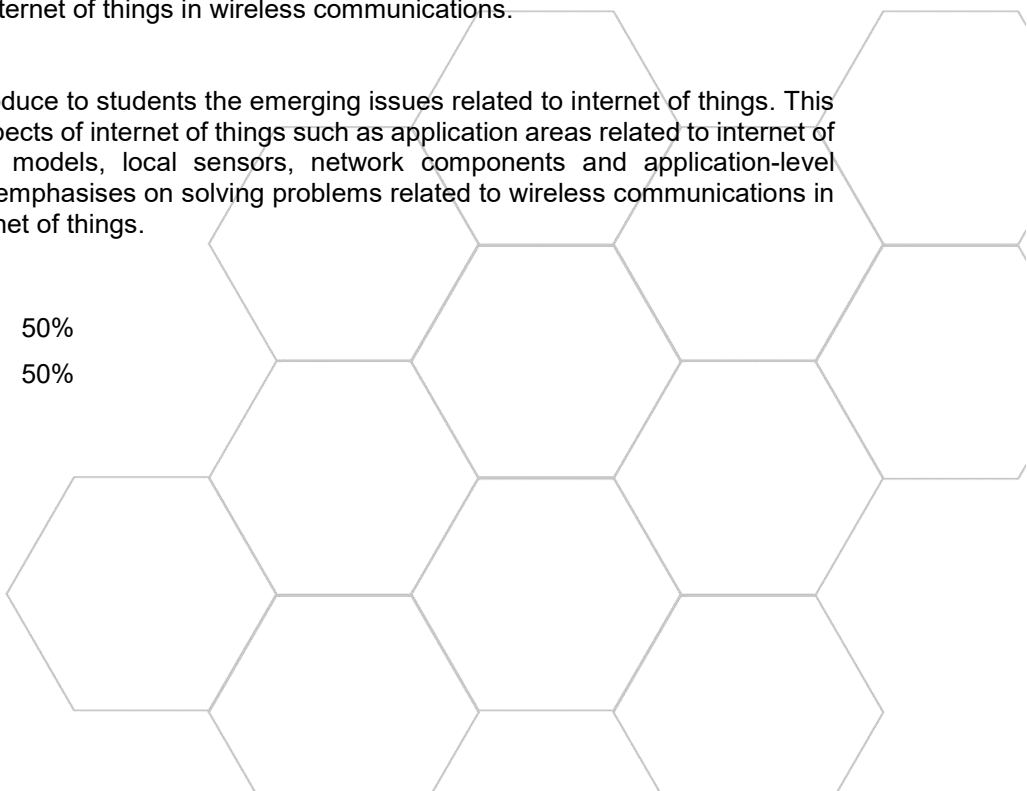 ternet of things in wireless communications.
duce to students the emerging issues related to internet of things. This
pects of internet of things such as application areas related to internet of
models, local sensors, network components and application-level
emphasises on solving problems related to wireless communications in
net of things.
50%
50%